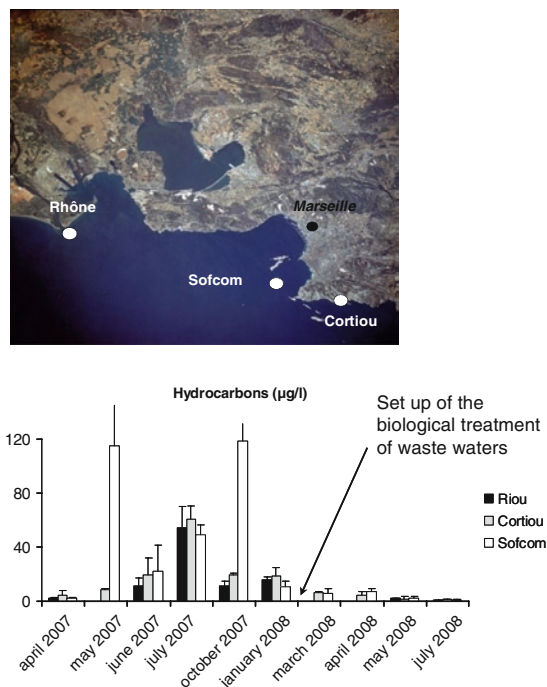 Rhône
Marseille
Sofcom
Cortiou
Hydrocarbons (µg/l)
Set up of the
biological treatment
of waste waters
120
80
40
0
Riou
Cortiou
Sofcom
april 2007
may 2007
june 2007
july 2007
october 2007
january 2008
march 2008
april 2008
may 2008
july 2008